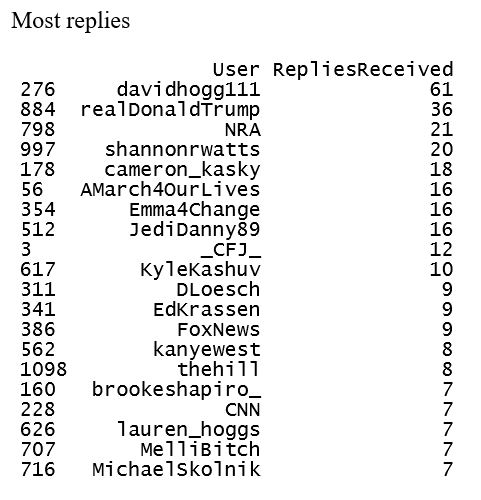 Most replies
User RepliesReceived
276 davidhogg111 61
884 realDonaldTrump 36
798 NRA 21
997 shannonrwatts 20
178 cameron_kasky 18
56 AMarch4OurLives 16
354 Emma4Change 16
512 JediDanny89 16
3 _CFJ_ 12
617 KyleKashuv 10
311 DLoesch 9
341 EdKrassen 9
386 FoxNews 9
562 kanyewest 8
1098 thehill 8
160 brookeshapiro_ 7
228 CNN 7
626 lauren_hoggs 7
707 MelliBitch 7
716 MichaelSkolnik 7